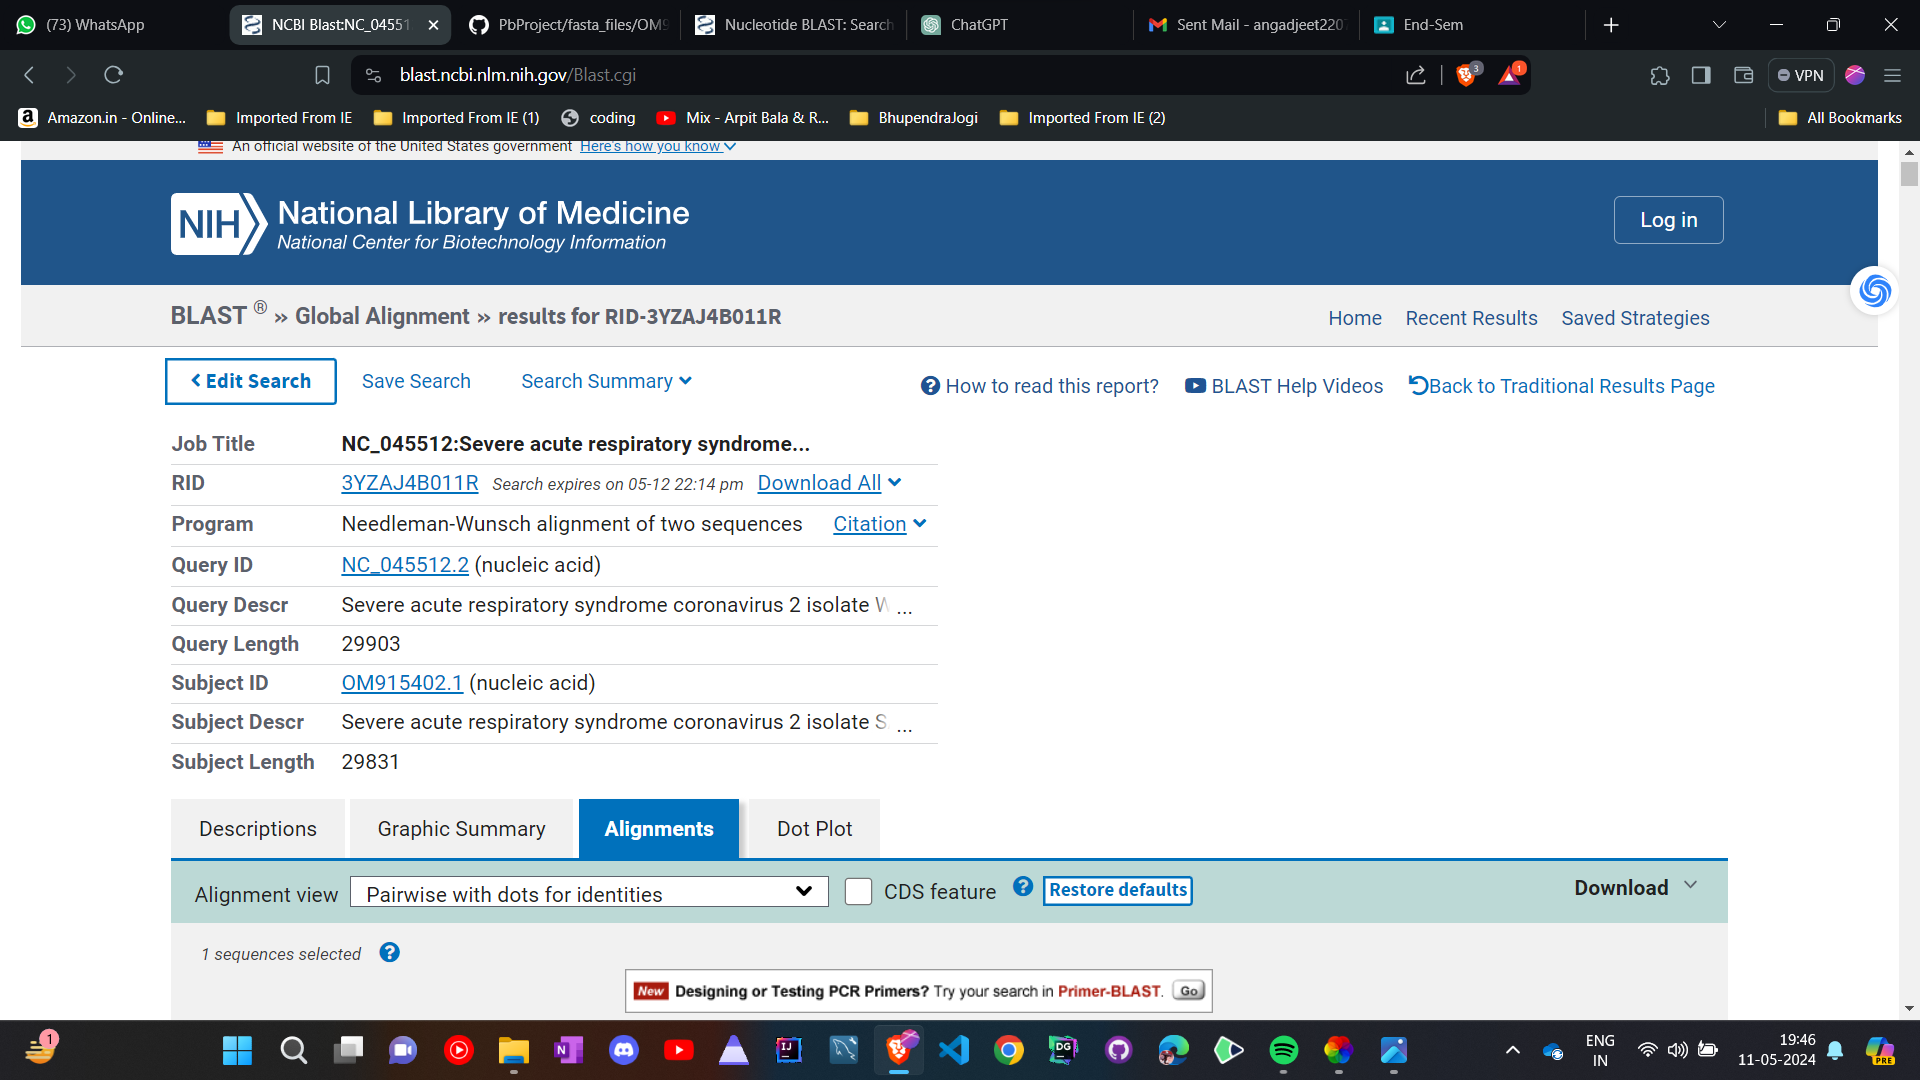 (73) WhatsApp
NCBI Blast:NC_04551
PbProject/fasta_files/OM9
Nucleotide BLAST: Search
ChatGPT
Sent Mail - angadjeet220
End-Sem
blast.ncbi.nlm.nih.gov/Blast.cgi
3
1
VPN
Amazon.in - Online...
Imported From IE
Imported From IE (1)
coding
Mix - Arpit Bala & R...
BhupendraJogi
Imported From IE (2)
All Bookmarks
An official website of the United States government Here's how you know
NIH
National Library of Medicine
National Center for Biotechnology Information
Log in
BLAST ® » Global Alignment » results for RID-3YZAJ4B011R
Home Recent Results Saved Strategies
Edit Search
Save Search
Search Summary
How to read this report?
BLAST Help Videos
Back to Traditional Results Page
Job Title NC_045512:Severe acute respiratory syndrome...
RID 3YZAJ4B011R Search expires on 05-12 22:14 pm Download All
Program Needleman-Wunsch alignment of two sequences Citation
Query ID NC_045512.2 (nucleic acid)
Query Descr Severe acute respiratory syndrome coronavirus 2 isolate W ...
Query Length 29903
Subject ID OM915402.1 (nucleic acid)
Subject Descr Severe acute respiratory syndrome coronavirus 2 isolate S ...
Subject Length 29831
Descriptions
Graphic Summary
Alignments
Dot Plot
Alignment view
Pairwise with dots for identities
CDS feature
Restore defaults
Download
1 sequences selected
New Designing or Testing PCR Primers? Try your search in Primer-BLAST. Go
1
ENG
IN
19:46
11-05-2024
PRE